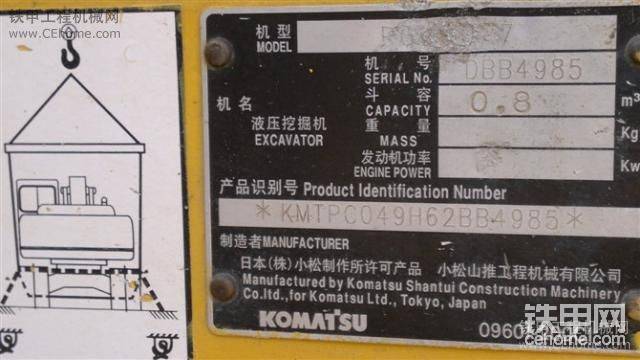 铁甲工程机械网
www.CEhome.com
机型
MODEL
机号
SERIAL No. DBB4985
机名
斗容
CAPACITY 0.8 m³
液压挖掘机
EXCAVATOR
重量
MASS Kg
发动机功率
ENGINE POWER Kw
产品识别号 Product Identification Number
*KMTPC049H62BB4985*
制造者MANUFACTURER
日本(株)小松制作所许可产品 小松山推工程机械有限公司
Manufactured by Komatsu Shantui Construction Machinery
Co.Ltd.,for Komatsu Ltd., Tokyo, Japan
KOMATSU
铁甲网
cehome.com